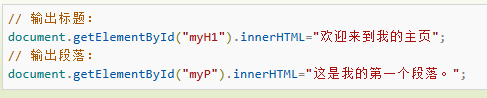 // 输出标题:
document.getElementById("myH1").innerHTML="欢迎来到我的主页";
// 输出段落:
document.getElementById("myP").innerHTML="这是我的第一个段落。";